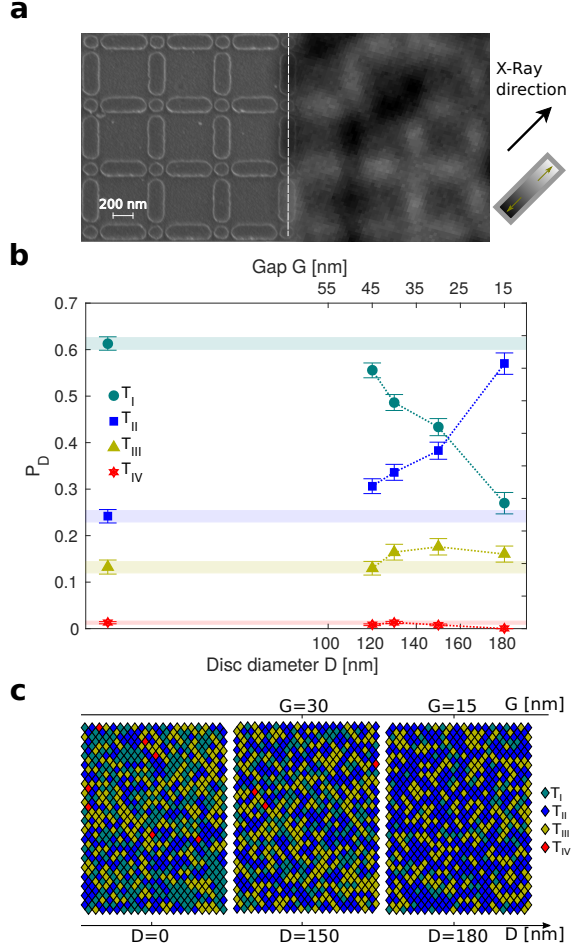 a
X-Ray
direction
200 nm
b
Gap G [nm]
55 45 35 25 15
0.7
0.6
0.5
0.4
0.3
0.2
0.1
0
P_D
T_I
T_II
T_III
T_IV
100 120 140 160 180
Disc diameter D [nm]
c
G=30 G=15 G [nm]
T_I
T_II
T_III
T_IV
D=0 D=150 D=180 D [nm]